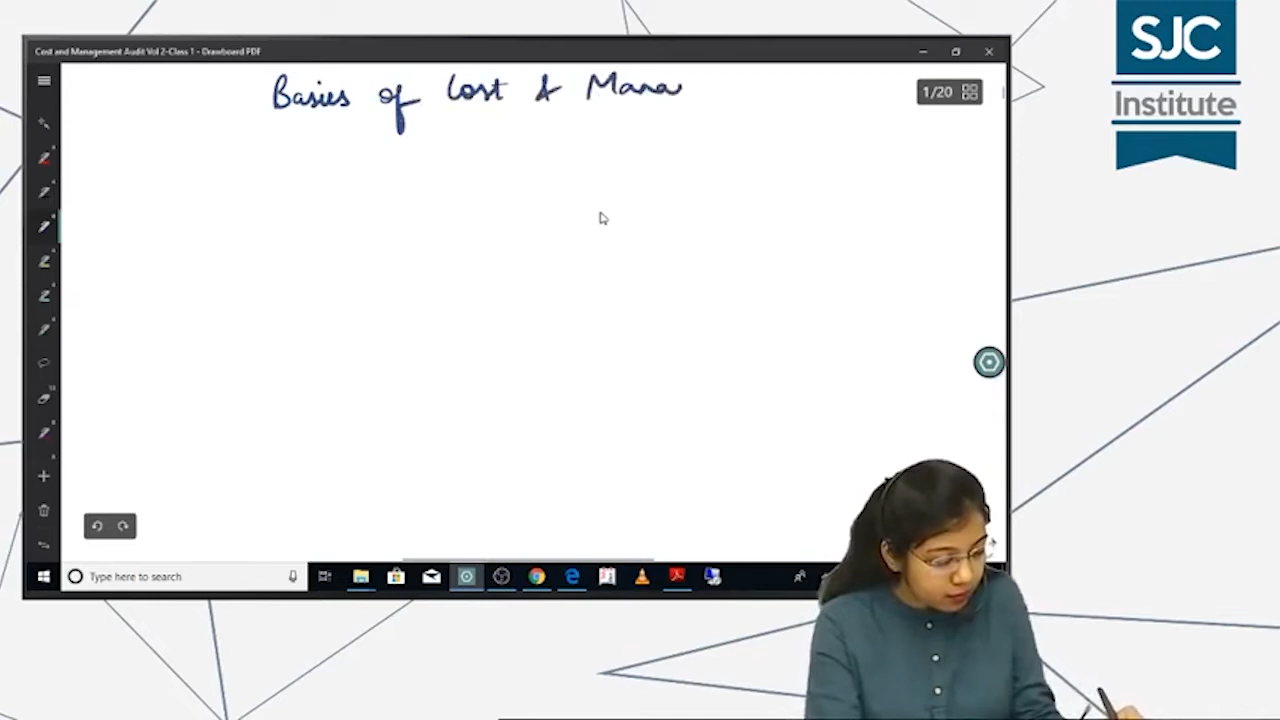 SJC
Institute
Cost and Management Audit Vol 2-Class 1 - Drawboard PDF
Basics of Cost & Mana
1/20
Type here to search